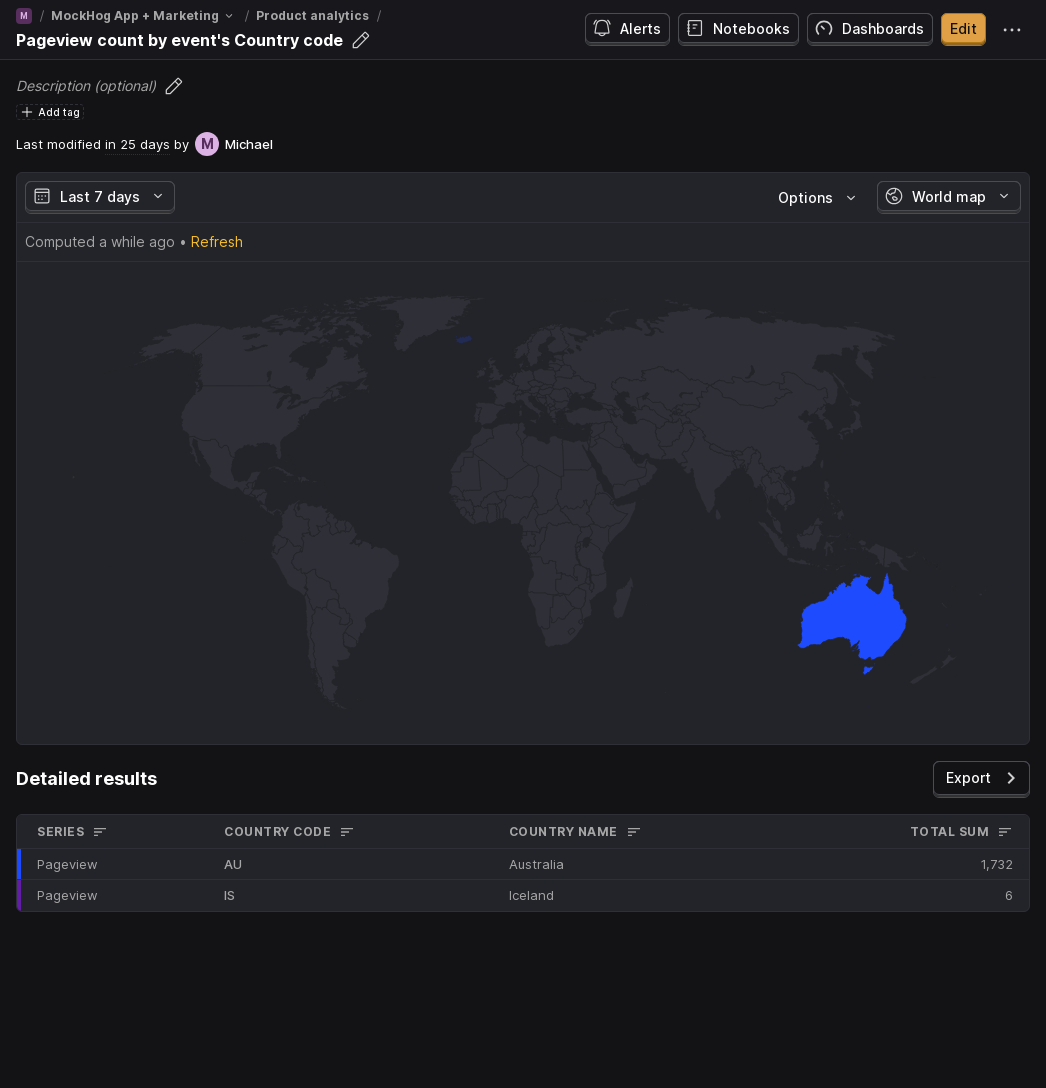 M / MockHog App + Marketing / Product analytics /
Pageview count by event's Country code
Alerts
Notebooks
Dashboards
Edit
Description (optional)
Add tag
Last modified in 25 days by M Michael
Last 7 days
Options
World map
Computed a while ago • Refresh
Detailed results
Export
SERIES COUNTRY CODE COUNTRY NAME TOTAL SUM
Pageview AU Australia 1,732
Pageview IS Iceland 6